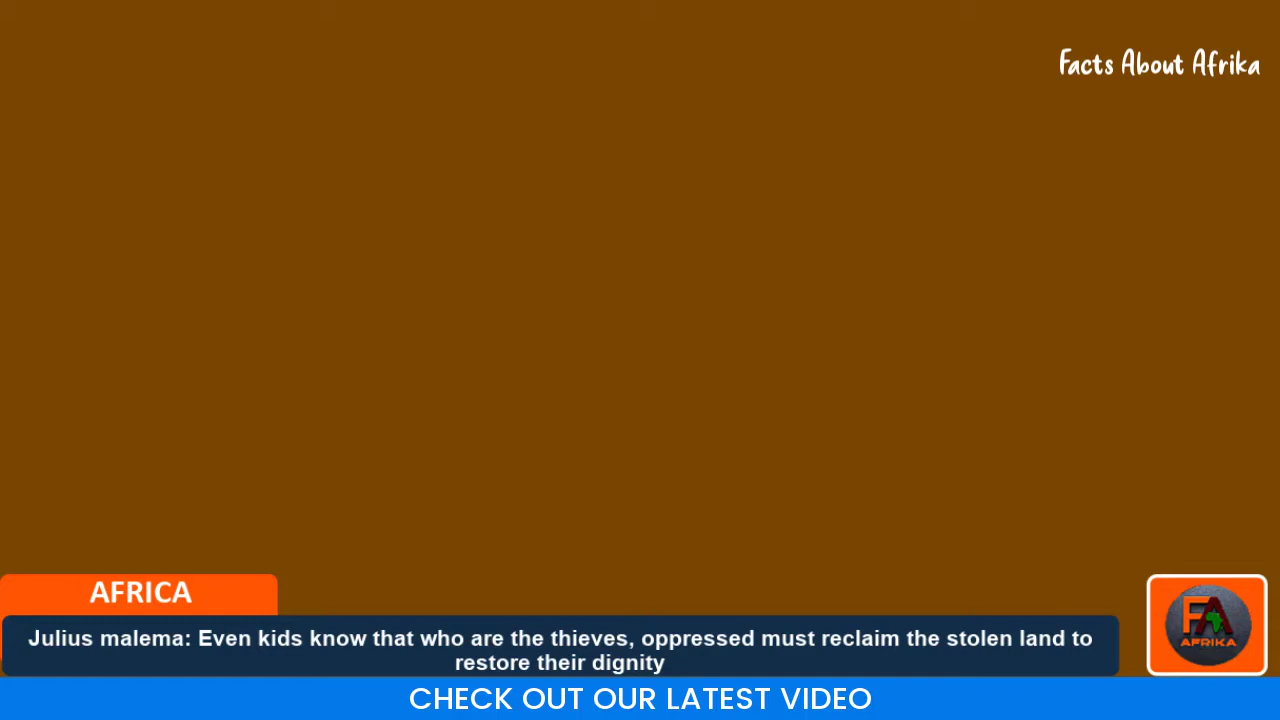 Facts About Afrika
AFRICA
Julius malema: Even kids know that who are the thieves, oppressed must reclaim the stolen land to
restore their dignity
FA
AFRIKA
CHECK OUT OUR LATEST VIDEO